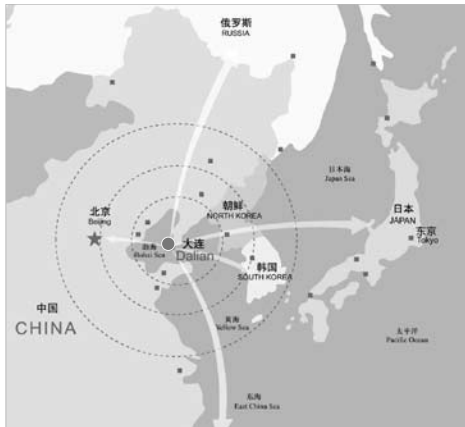 俄罗斯
RUSSIA
日本海
Japan Sea
朝鲜
NORTH KOREA
北京
Beijing
日本
JAPAN
东京
Tokyo
渤海
Bohai Sea
大连
Dalian
韩国
SOUTH KOREA
中国
CHINA
黄海
Yellow Sea
太平洋
Pacific Ocean
东海
East China Sea